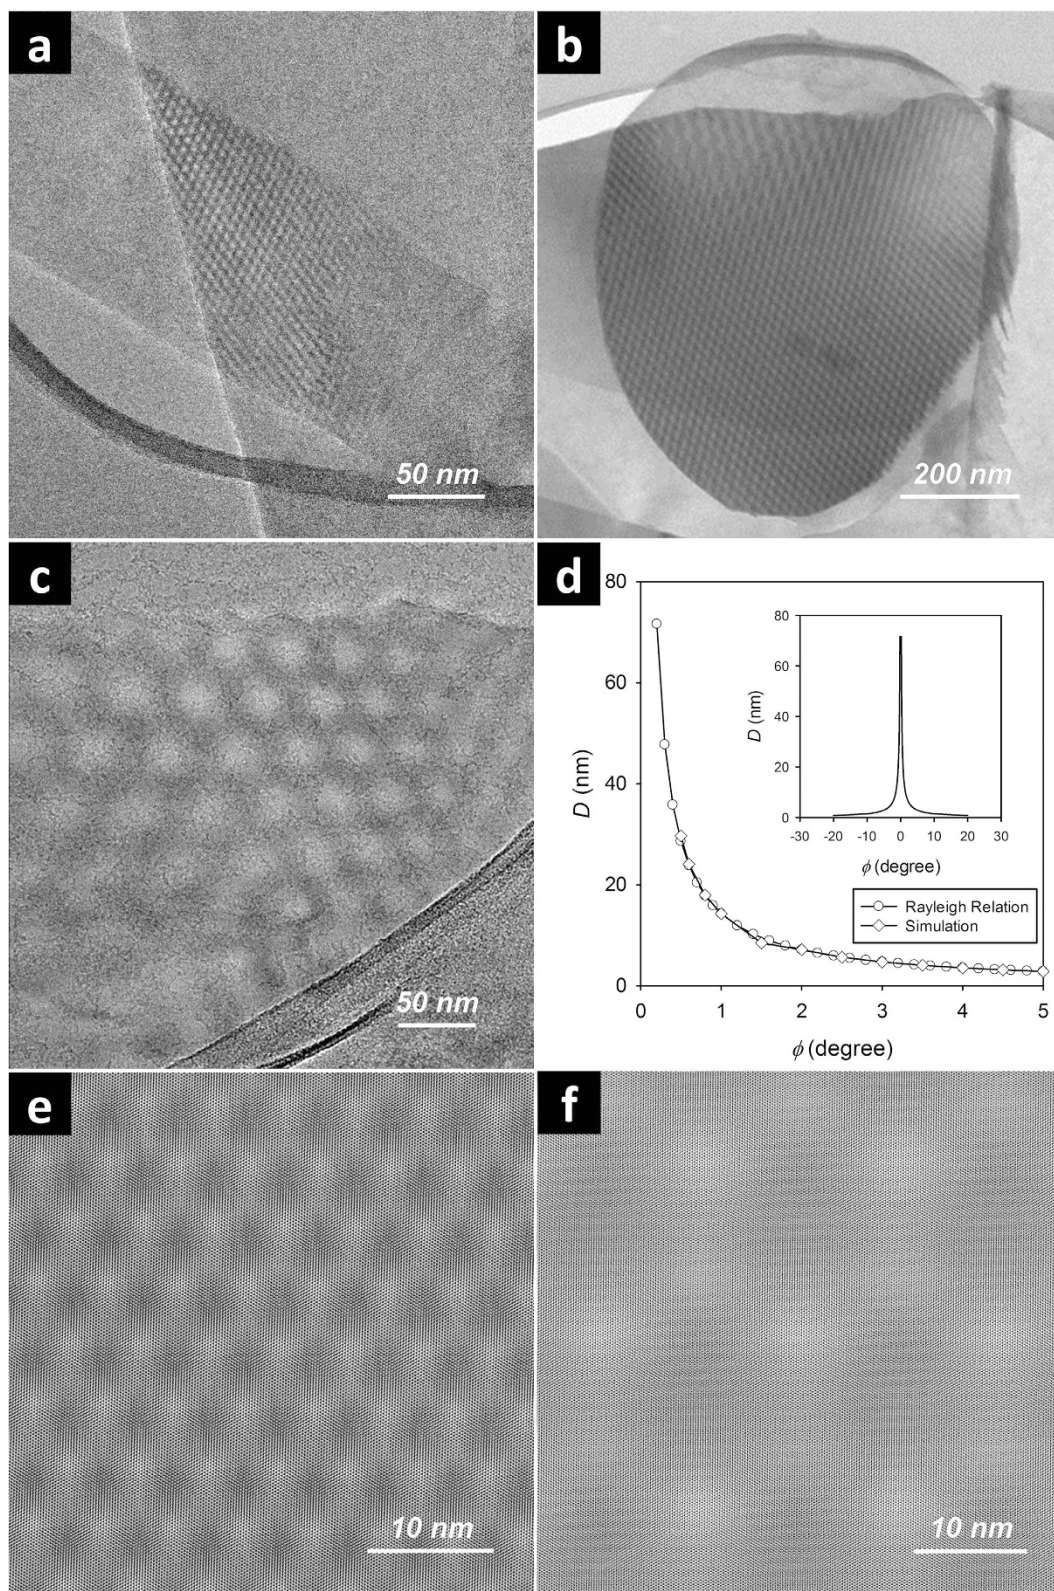 a
50 nm
b
200 nm
c
50 nm
d
80
60
40
20
0
D (nm)
0 1 2 3 4 5
ϕ (degree)
80
60
40
20
0
D (nm)
-30 -20 -10 0 10 20 30
ϕ (degree)
Rayleigh Relation
Simulation
e
10 nm
f
10 nm